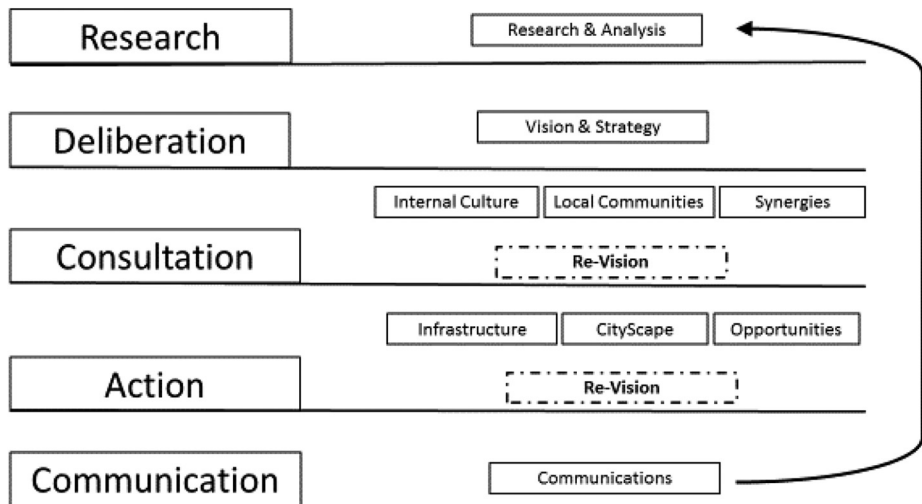 Research
Research & Analysis
Deliberation
Vision & Strategy
Internal Culture
Local Communities
Synergies
Consultation
Re-Vision
Infrastructure
CityScape
Opportunities
Action
Re-Vision
Communication
Communications